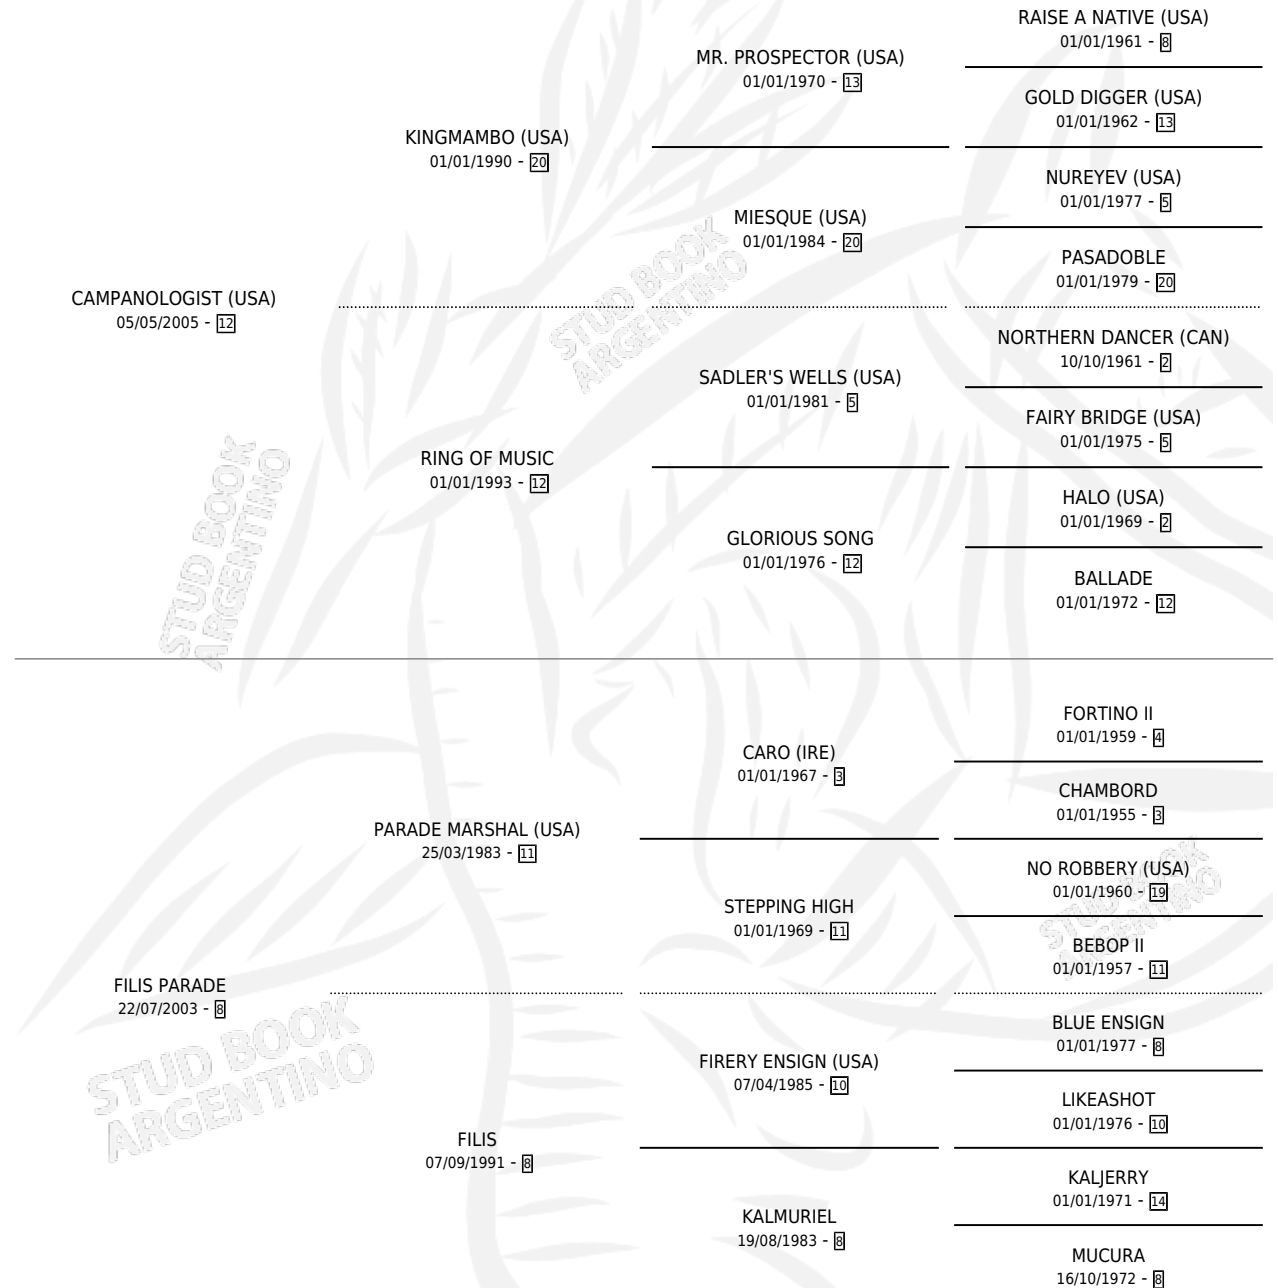 RAISE A NATIVE (USA)
01/01/1961 - 8
MR. PROSPECTOR (USA)
01/01/1970 - 13
GOLD DIGGER (USA)
01/01/1962 - 13
KINGMAMBO (USA)
01/01/1990 - 20
NUREYEV (USA)
01/01/1977 - 5
MIESQUE (USA)
01/01/1984 - 20
PASADOBLE
01/01/1979 - 20
CAMPANOLOGIST (USA)
05/05/2005 - 12
NORTHERN DANCER (CAN)
10/10/1961 - 2
SADLER'S WELLS (USA)
01/01/1981 - 5
FAIRY BRIDGE (USA)
01/01/1975 - 5
RING OF MUSIC
01/01/1993 - 12
HALO (USA)
01/01/1969 - 2
GLORIOUS SONG
01/01/1976 - 12
BALLADE
01/01/1972 - 12
FORTINO II
01/01/1959 - 4
CARO (IRE)
01/01/1967 - 3
CHAMBORD
01/01/1955 - 3
PARADE MARSHAL (USA)
25/03/1983 - 11
NO ROBBERY (USA)
01/01/1960 - 19
STEPPING HIGH
01/01/1969 - 11
BEBOP II
01/01/1957 - 11
FILIS PARADE
22/07/2003 - 8
BLUE ENSIGN
01/01/1977 - 8
FIRERY ENSIGN (USA)
07/04/1985 - 10
LIKEASHOT
01/01/1976 - 10
FILIS
07/09/1991 - 8
KALJERRY
01/01/1971 - 14
KALMURIEL
19/08/1983 - 8
MUCURA
16/10/1972 - 8
STUD BOOK
ARGENTINO
STUD BOOK
ARGENTINO
STUD BOOK
ARGENTINO
STUD BOOK
ARGENTINO